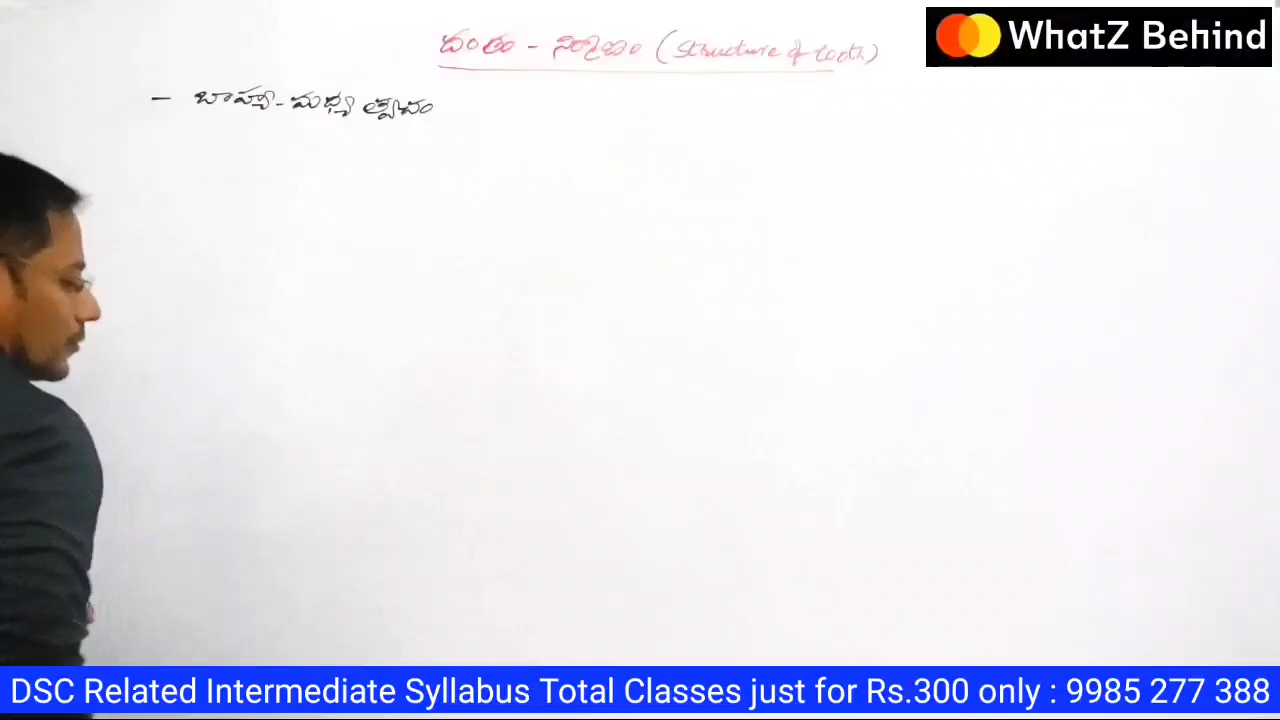 దంతం - నిర్మాణం (Structure of tooth)
WhatZ Behind
- బాహ్య - మధ్య త్వచం
DSC Related Intermediate Syllabus Total Classes just for Rs.300 only : 9985 277 388